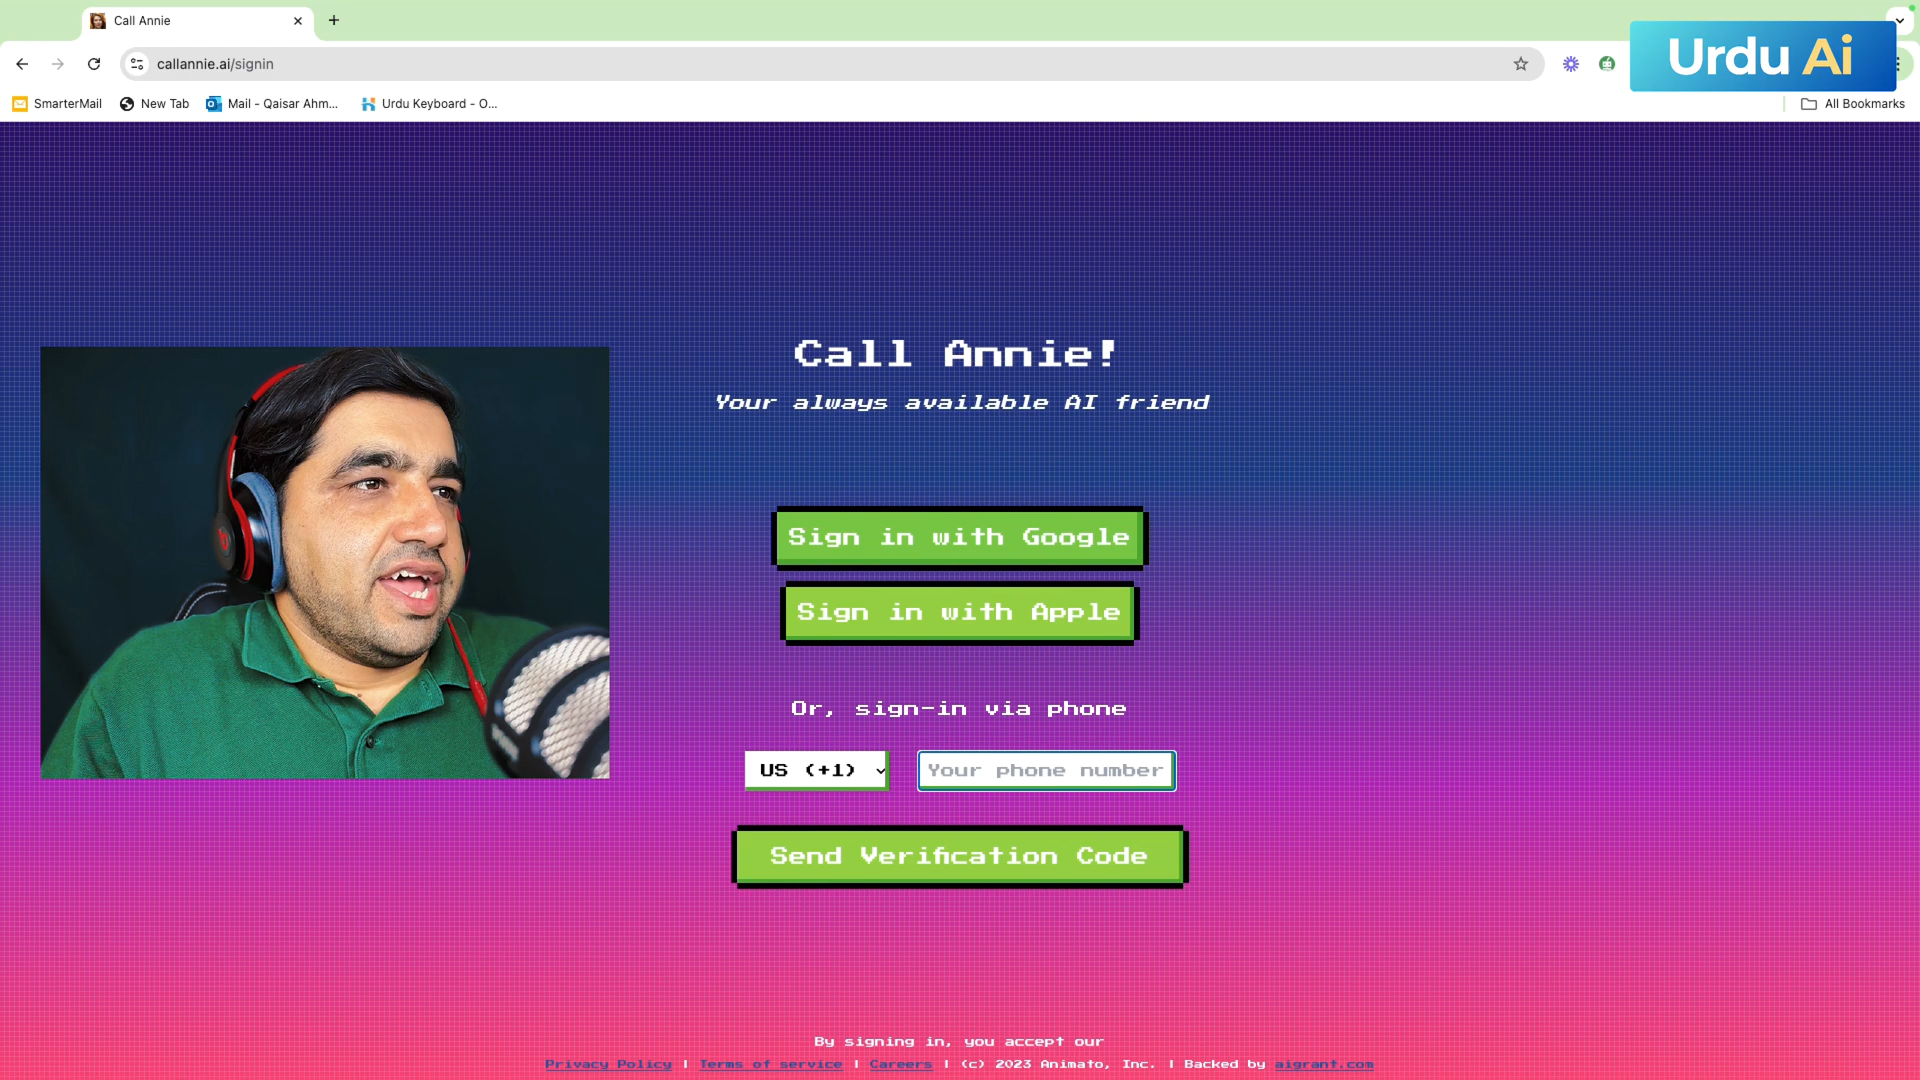 Call Annie
callannie.ai/signin
Urdu Ai
SmarterMail
New Tab
Mail - Qaisar Ahm...
Urdu Keyboard - O...
All Bookmarks
Call Annie!
Your always available AI friend
Sign in with Google
Sign in with Apple
Or, sign-in via phone
US (+1)
Your phone number
Send Verification Code
By signing in, you accept our
Privacy Policy | Terms of service | Careers | (c) 2023 Animato, Inc. | Backed by aigrant.com